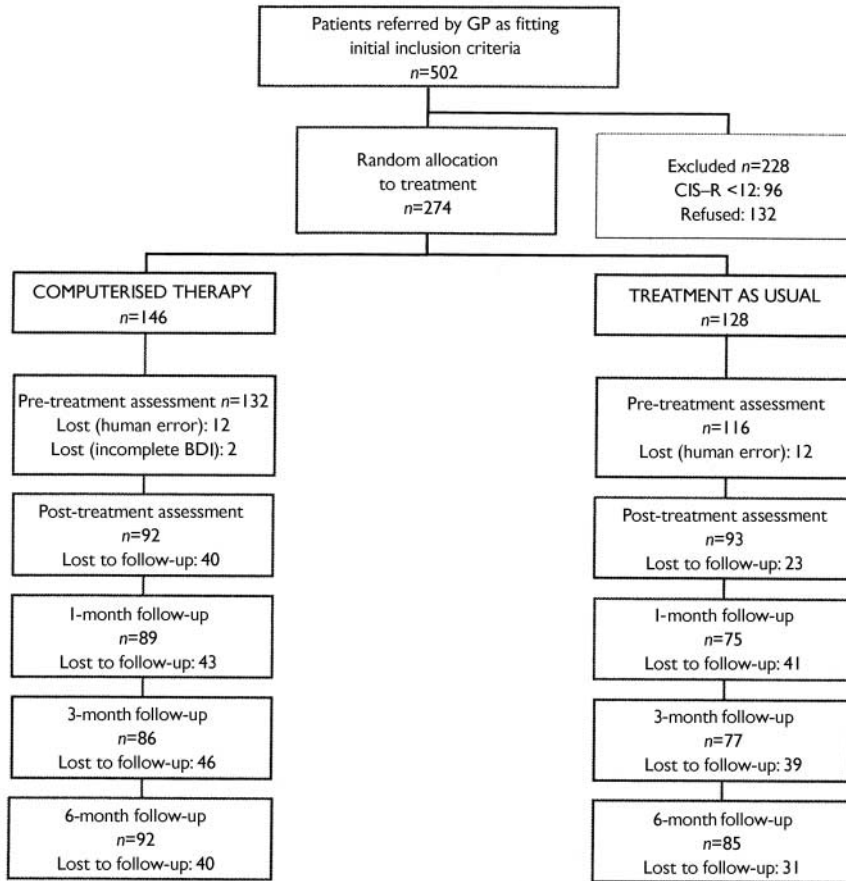 Patients referred by GP as fitting
initial inclusion criteria
n=502
Random allocation
to treatment
n=274
Excluded n=228
CIS–R <12: 96
Refused: 132
COMPUTERISED THERAPY
n=146
TREATMENT AS USUAL
n=128
Pre-treatment assessment n=132
Lost (human error): 12
Lost (incomplete BDI): 2
Pre-treatment assessment
n=116
Lost (human error): 12
Post-treatment assessment
n=92
Lost to follow-up: 40
Post-treatment assessment
n=93
Lost to follow-up: 23
1-month follow-up
n=89
Lost to follow-up: 43
1-month follow-up
n=75
Lost to follow-up: 41
3-month follow-up
n=86
Lost to follow-up: 46
3-month follow-up
n=77
Lost to follow-up: 39
6-month follow-up
n=92
Lost to follow-up: 40
6-month follow-up
n=85
Lost to follow-up: 31